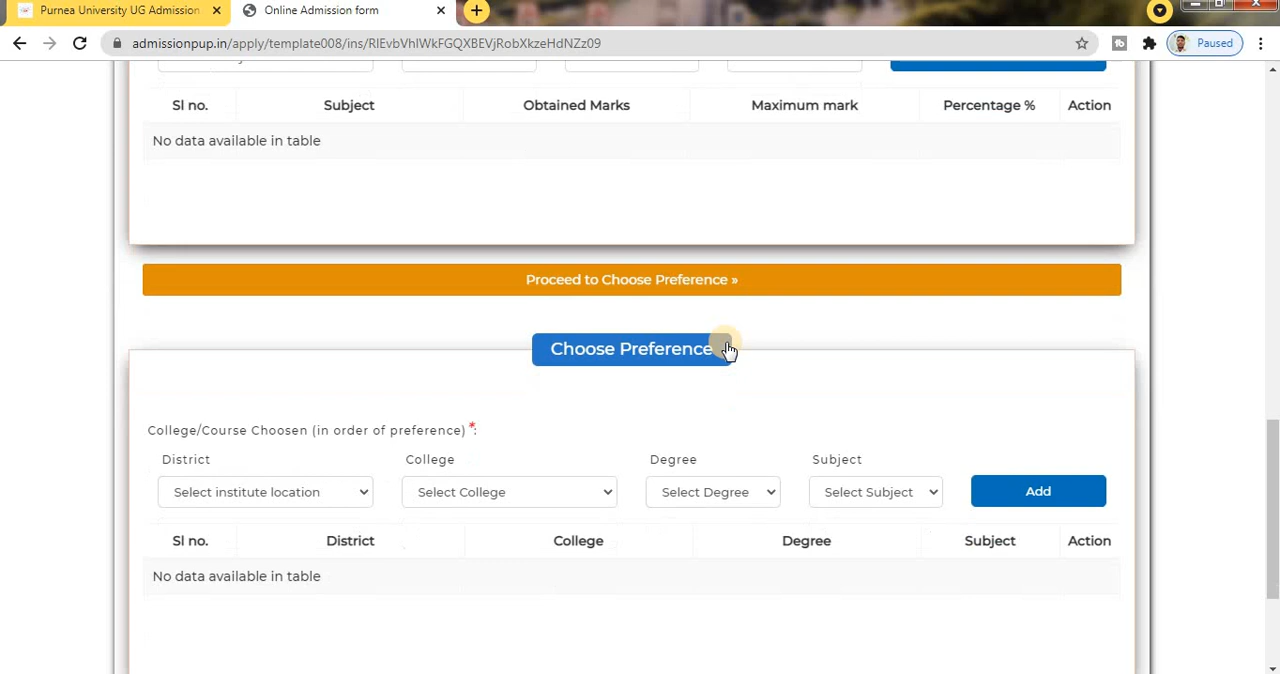 Purnea University UG Admission
Online Admission form
admissionpup.in/apply/template008/ins/RlEvbVhIWkFGQXBEVjRobXkzeHdNZz09
Paused
Sl no. Subject Obtained Marks Maximum mark Percentage % Action
No data available in table
Proceed to Choose Preference »
Choose Preference
College/Course Choosen (in order of preference)*:
District College Degree Subject
Select institute location Select College Select Degree Select Subject Add
Sl no. District College Degree Subject Action
No data available in table